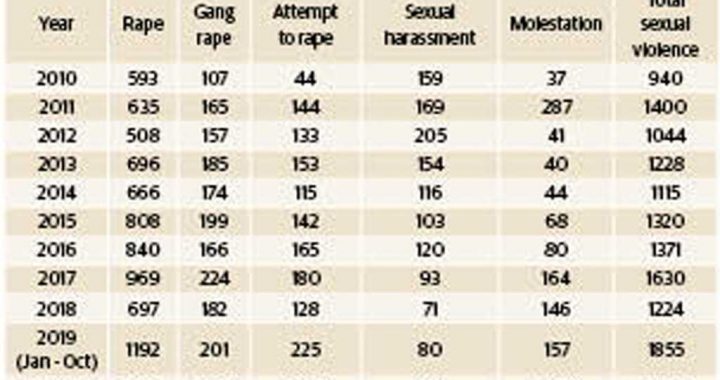 Year Rape Gang rape Attempt to rape Sexual harassment Molestation Total sexual violence
2010 593 107 44 159 37 940
2011 635 165 144 169 287 1400
2012 508 157 133 205 41 1044
2013 696 185 153 154 40 1228
2014 666 174 115 116 44 1115
2015 808 199 142 103 68 1320
2016 840 166 165 120 80 1371
2017 969 224 180 93 164 1630
2018 697 182 128 71 146 1224
2019 (Jan - Oct) 1192 201 225 80 157 1855